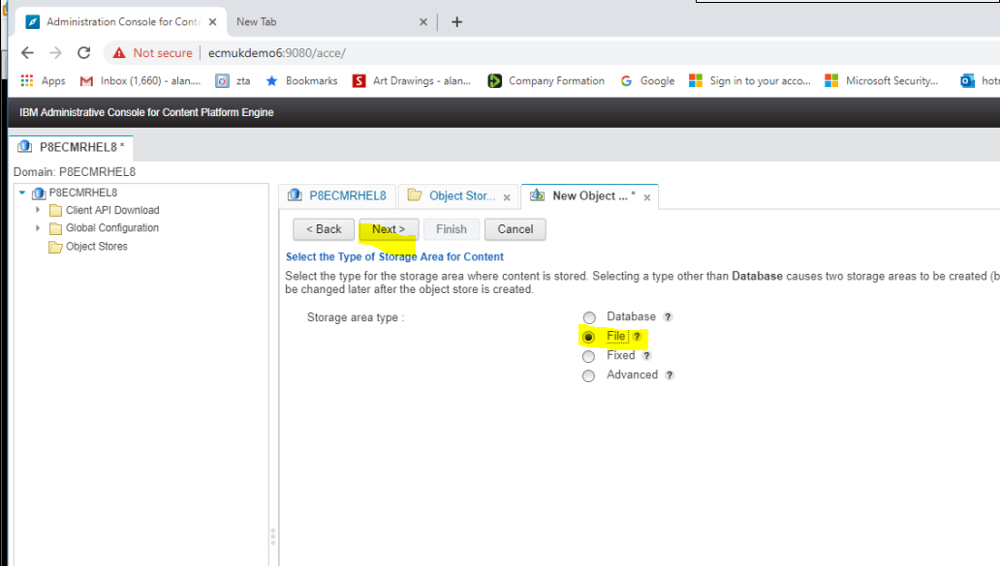 Administration Console for Conte
New Tab
Not secure
ecmukdemo6:9080/acce/
Apps
Inbox (1,660) - alan....
zta
Bookmarks
Art Drawings - alan...
Company Formation
Google
Sign in to your acco...
Microsoft Security...
hotm
IBM Administrative Console for Content Platform Engine
P8ECMRHEL8 *
Domain: P8ECMRHEL8
P8ECMRHEL8
Client API Download
Global Configuration
Object Stores
P8ECMRHEL8
Object Stor...
New Object ... *
< Back
Next >
Finish
Cancel
Select the Type of Storage Area for Content
Select the type for the storage area where content is stored. Selecting a type other than Database causes two storage areas to be created (b
be changed later after the object store is created.
Storage area type :
Database ?
File ?
Fixed ?
Advanced ?